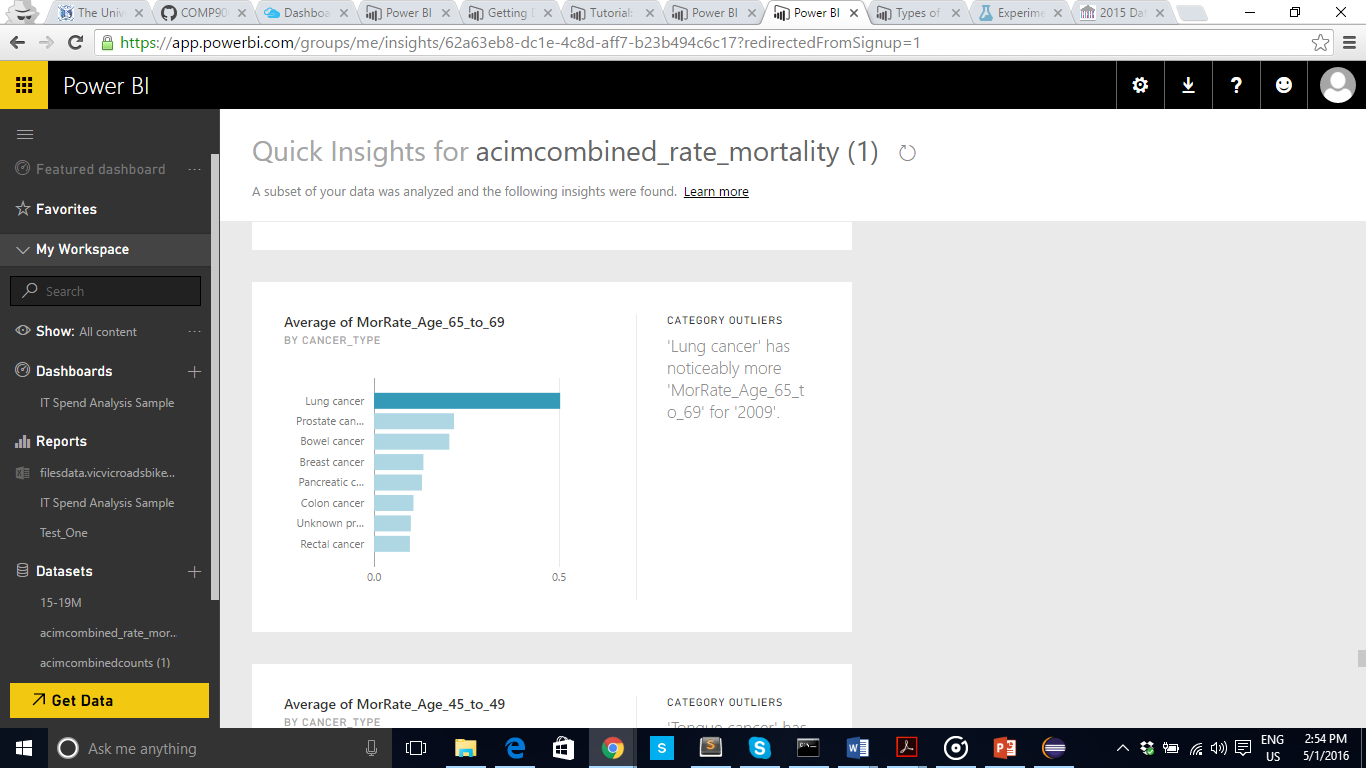 The Univ
COMP90
Dashboa
Power BI
Getting D
Tutorial
Power BI
Power BI
Types of
Experime
2015 Dat
https://app.powerbi.com/groups/me/insights/62a63eb8-dc1e-4c8d-aff7-b23b494c6c17?redirectedFromSignup=1
Power BI
?
Featured dashboard ...
Favorites
My Workspace
Search
Show: All content ...
Dashboards
IT Spend Analysis Sample
Reports
filesdata.vicvicroadsbike...
IT Spend Analysis Sample
Test_One
Datasets
15-19M
acimcombined_rate_mor...
acimcombinedcounts (1)
Get Data
Quick Insights for acimcombined_rate_mortality (1)
A subset of your data was analyzed and the following insights were found. Learn more
Average of MorRate_Age_65_to_69
BY CANCER_TYPE
Lung cancer
Prostate can...
Bowel cancer
Breast cancer
Pancreatic c...
Colon cancer
Unknown pr...
Rectal cancer
0.0 0.5
CATEGORY OUTLIERS
'Lung cancer' has
noticeably more
'MorRate_Age_65_t
o_69' for '2009'.
Average of MorRate_Age_45_to_49
BY CANCER_TYPE
CATEGORY OUTLIERS
'Tongue cancer' has
Ask me anything
ENG
US
2:54 PM
5/1/2016